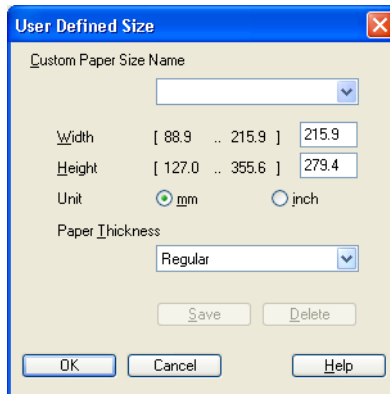 User Defined Size
Custom Paper Size Name
Width [ 88.9 .. 215.9 ] 215.9
Height [ 127.0 .. 355.6 ] 279.4
Unit mm inch
Paper Thickness
Regular
Save Delete
OK Cancel Help